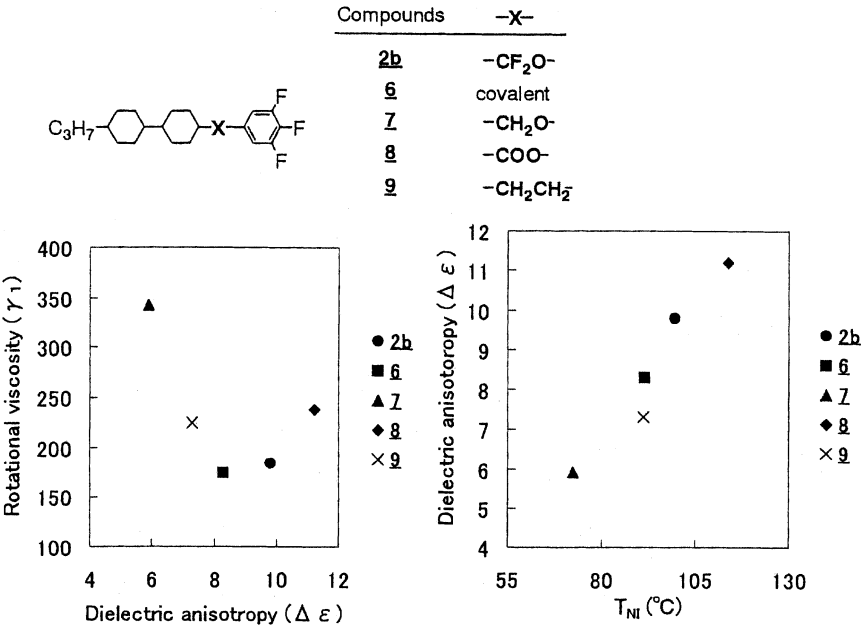 Compounds –X–
2b –CF2O–
6 covalent
7 –CH2O–
8 –COO–
9 –CH2CH2–
C3H7 X F F F
400
350
300
250
200
150
100
4 6 8 10 12
Rotational viscosity (γ1)
Dielectric anisotropy (Δ ε)
2b
6
7
8
9
12
11
10
9
8
7
6
5
4
55 80 105 130
Dielectric anisotoropy (Δ ε)
TNI (°C)
2b
6
7
8
9